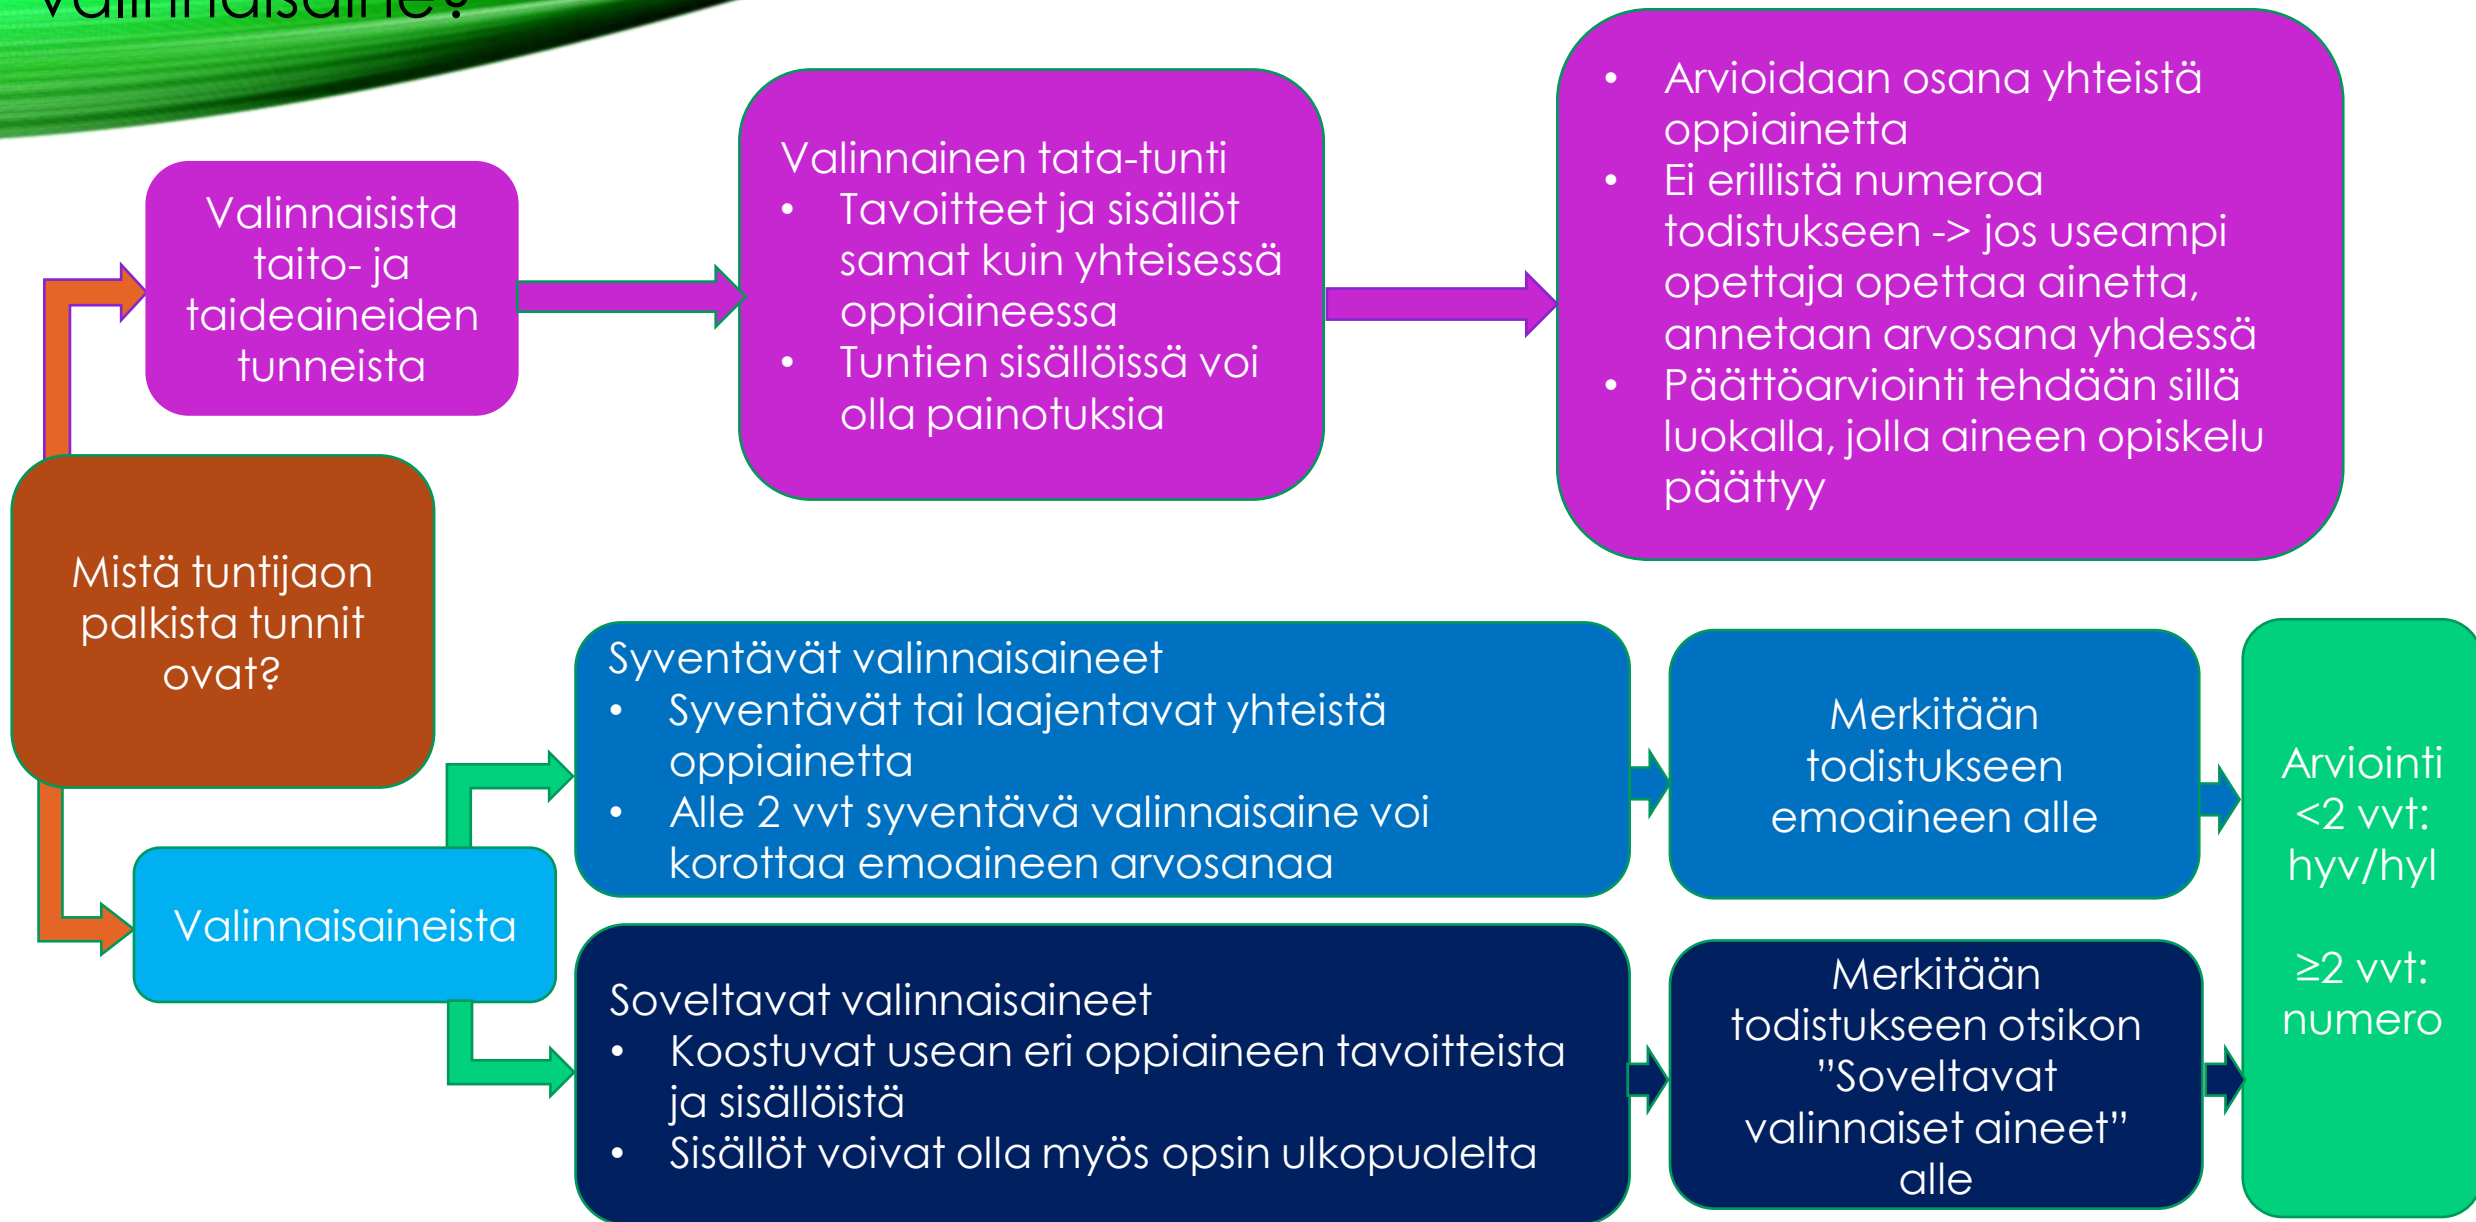 valinnaisaine?
Valinnaisista
taito- ja
taideaineiden
tunneista
Valinnainen tata-tunti
• Tavoitteet ja sisällöt
samat kuin yhteisessä
oppiaineessa
• Tuntien sisällöissä voi
olla painotuksia
• Arvioidaan osana yhteistä
oppiainetta
• Ei erillistä numeroa
todistukseen -> jos useampi
opettaja opettaa ainetta,
annetaan arvosana yhdessä
• Päättöarviointi tehdään sillä
luokalla, jolla aineen opiskelu
päättyy
Mistä tuntijaon
palkista tunnit
ovat?
Valinnaisaineista
Syventävät valinnaisaineet
• Syventävät tai laajentavat yhteistä
oppiainetta
• Alle 2 vvt syventävä valinnaisaine voi
korottaa emoaineen arvosanaa
Merkitään
todistukseen
emoaineen alle
Soveltavat valinnaisaineet
• Koostuvat usean eri oppiaineen tavoitteista
ja sisällöistä
• Sisällöt voivat olla myös opsin ulkopuolelta
Merkitään
todistukseen otsikon
”Soveltavat
valinnaiset aineet”
alle
Arviointi
<2 vvt:
hyv/hyl
≥2 vvt:
numero